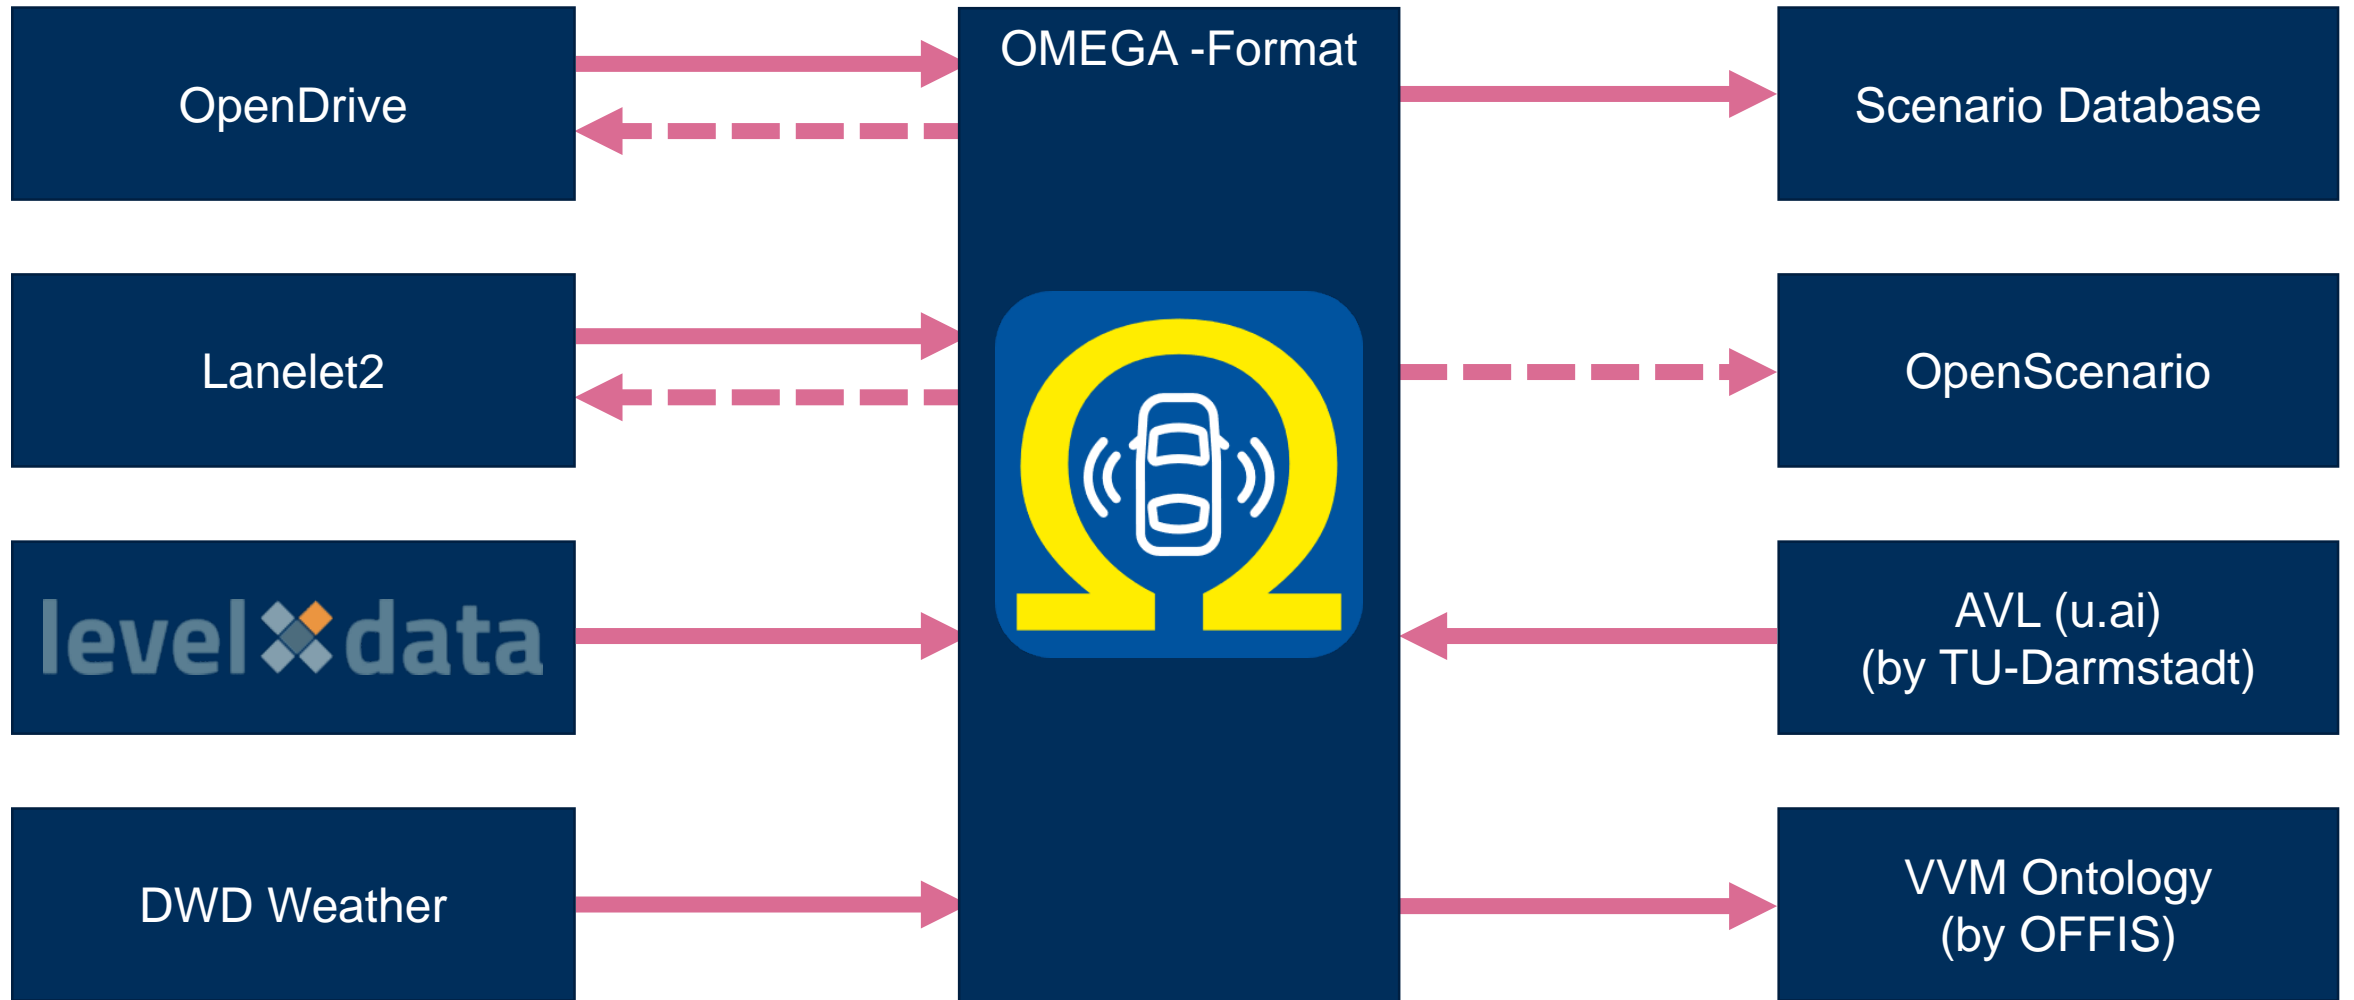 OpenDrive
Lanelet2
level data
DWD Weather
OMEGA -Format
Ω
Scenario Database
OpenScenario
AVL (u.ai)
(by TU-Darmstadt)
VVM Ontology
(by OFFIS)